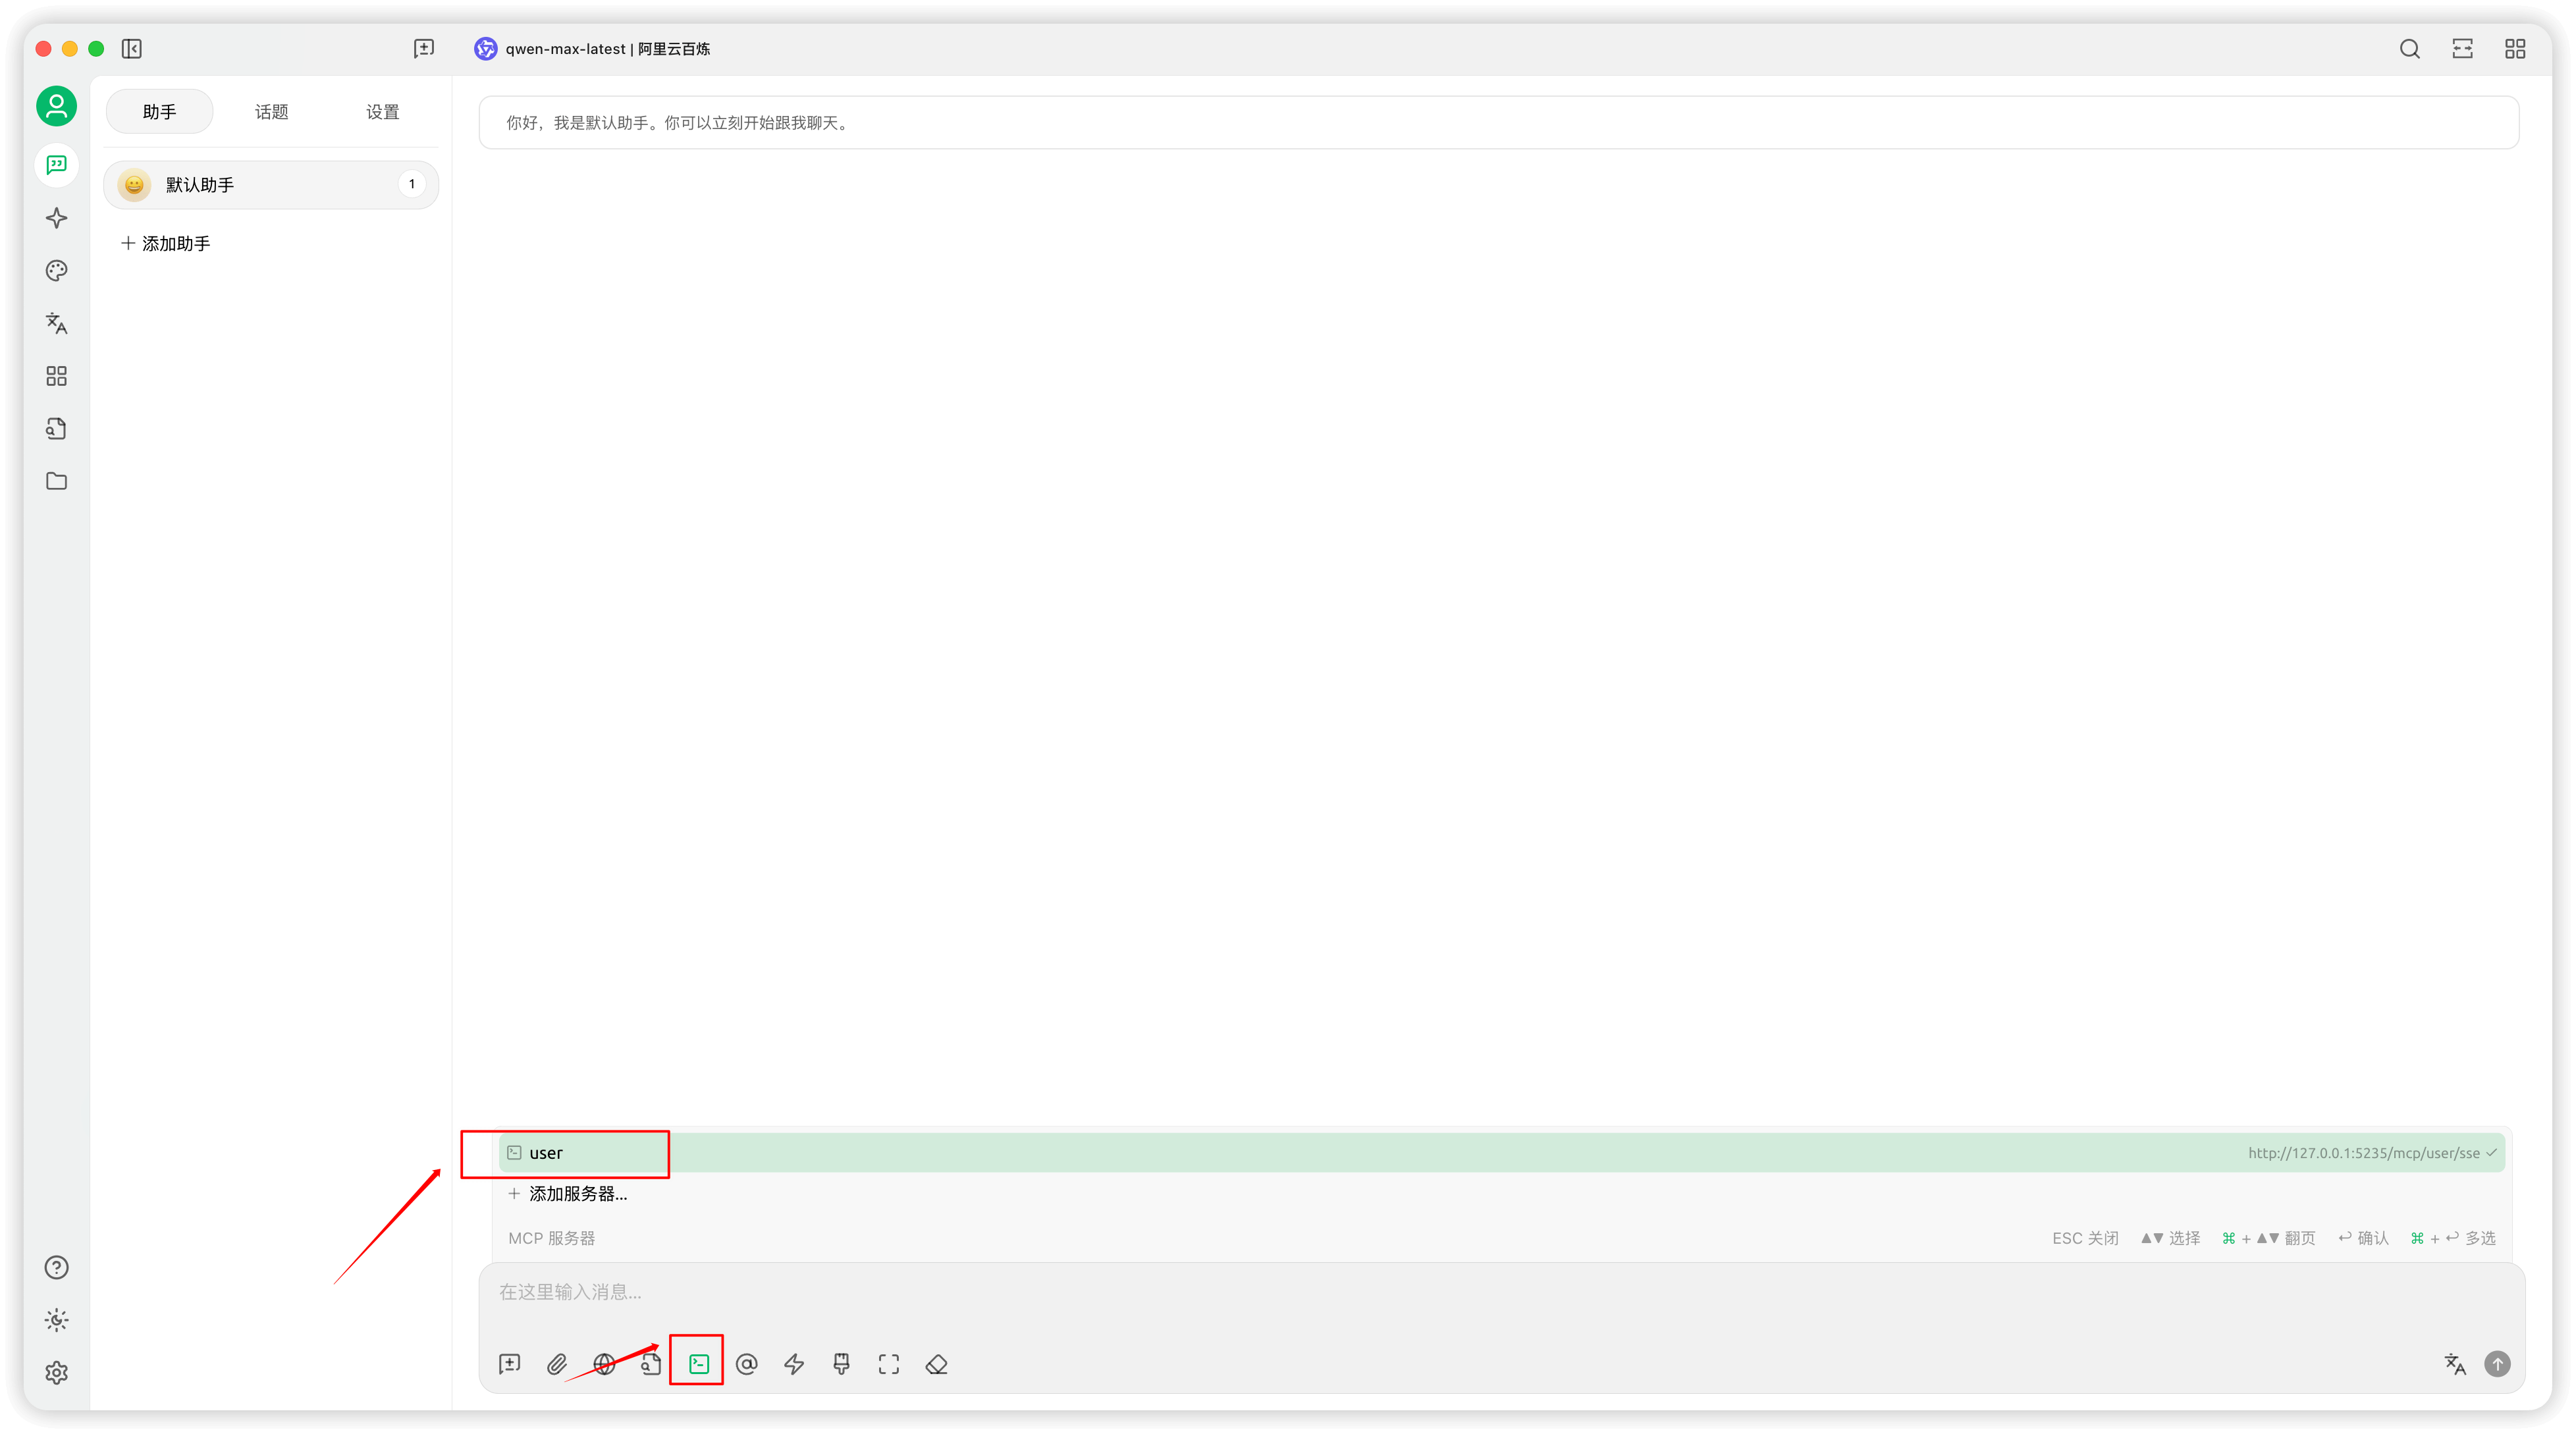 qwen-max-latest | 阿里云百炼
助手 话题 设置
你好，我是默认助手。你可以立刻开始跟我聊天。
默认助手 1
添加助手
user http://127.0.0.1:5235/mcp/user/sse ✓
+ 添加服务器...
MCP 服务器 ESC 关闭 ▲▼ 选择 ⌘ + ▲▼ 翻页 ↩ 确认 ⌘ + ↩ 多选
在这里输入消息...